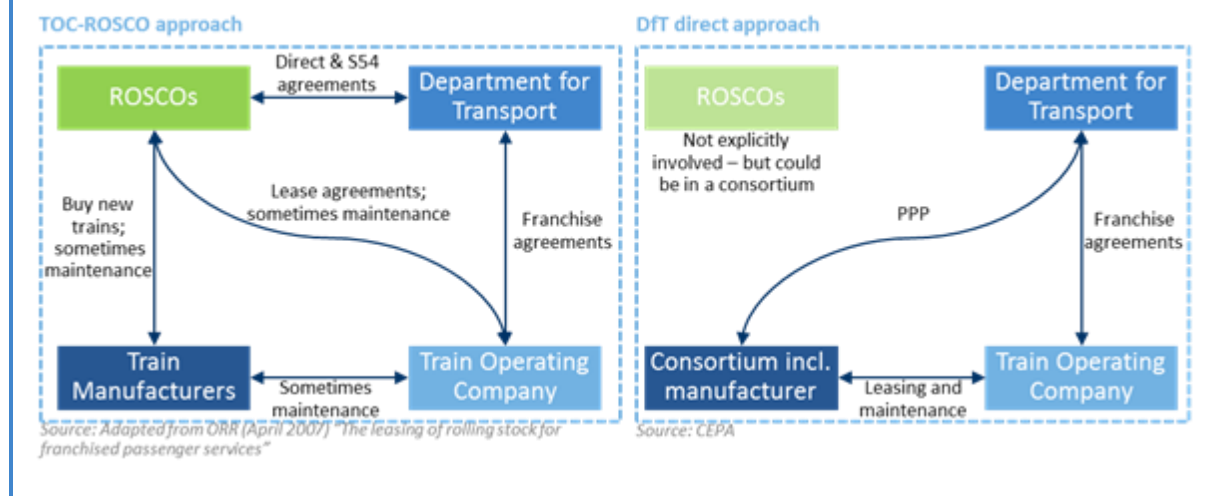 TOC-ROSCO approach
ROSCOs
Direct & S54
agreements
Department for
Transport
Buy new
trains;
sometimes
maintenance
Lease agreements;
sometimes maintenance
Franchise
agreements
Train
Manufacturers
Sometimes
maintenance
Train Operating
Company
Source: Adapted from ORR (April 2007) "The leasing of rolling stock for
franchised passenger services"
DfT direct approach
ROSCOs
Not explicitly
involved – but could
be in a consortium
Department for
Transport
PPP
Franchise
agreements
Consortium incl.
manufacturer
Leasing and
maintenance
Train Operating
Company
Source: CEPA